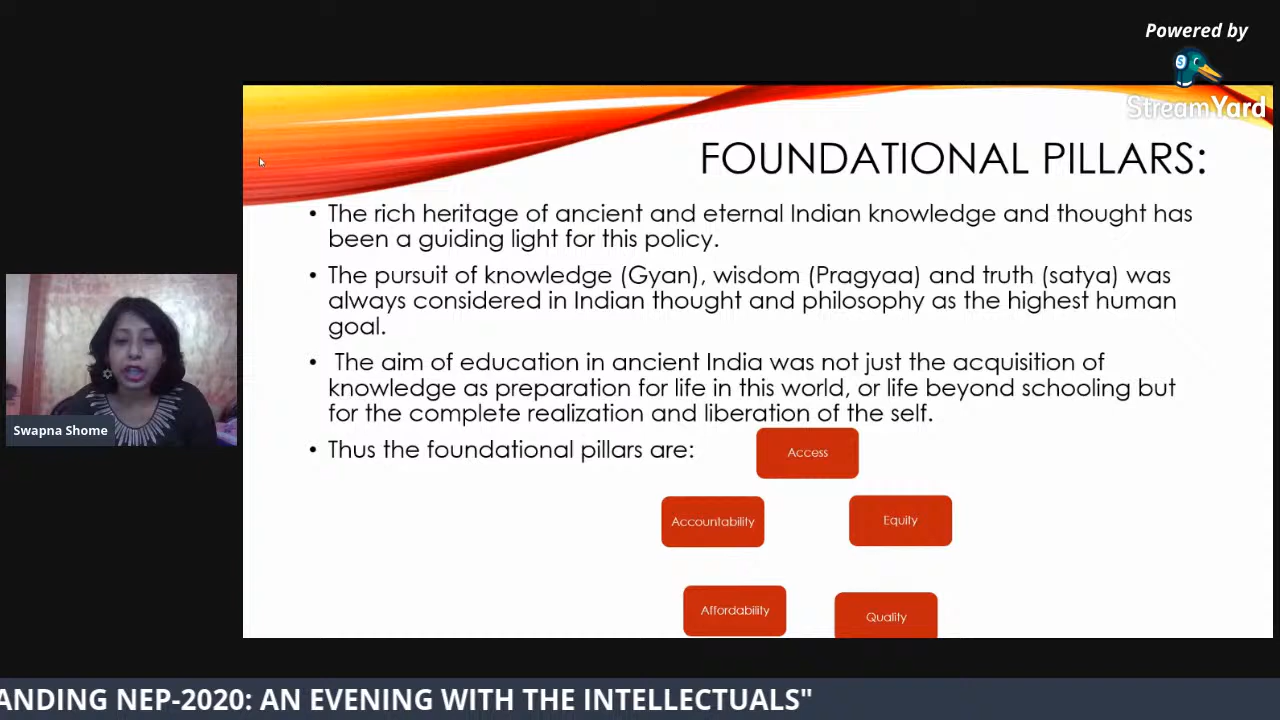 Powered by
StreamYard
FOUNDATIONAL PILLARS:
• The rich heritage of ancient and eternal Indian knowledge and thought has
been a guiding light for this policy.
• The pursuit of knowledge (Gyan), wisdom (Pragyaa) and truth (satya) was
always considered in Indian thought and philosophy as the highest human
goal.
• The aim of education in ancient India was not just the acquisition of
knowledge as preparation for life in this world, or life beyond schooling but
for the complete realization and liberation of the self.
• Thus the foundational pillars are:
Access
Accountability
Equity
Affordability
Quality
Swapna Shome
ANDING NEP-2020: AN EVENING WITH THE INTELLECTUALS"